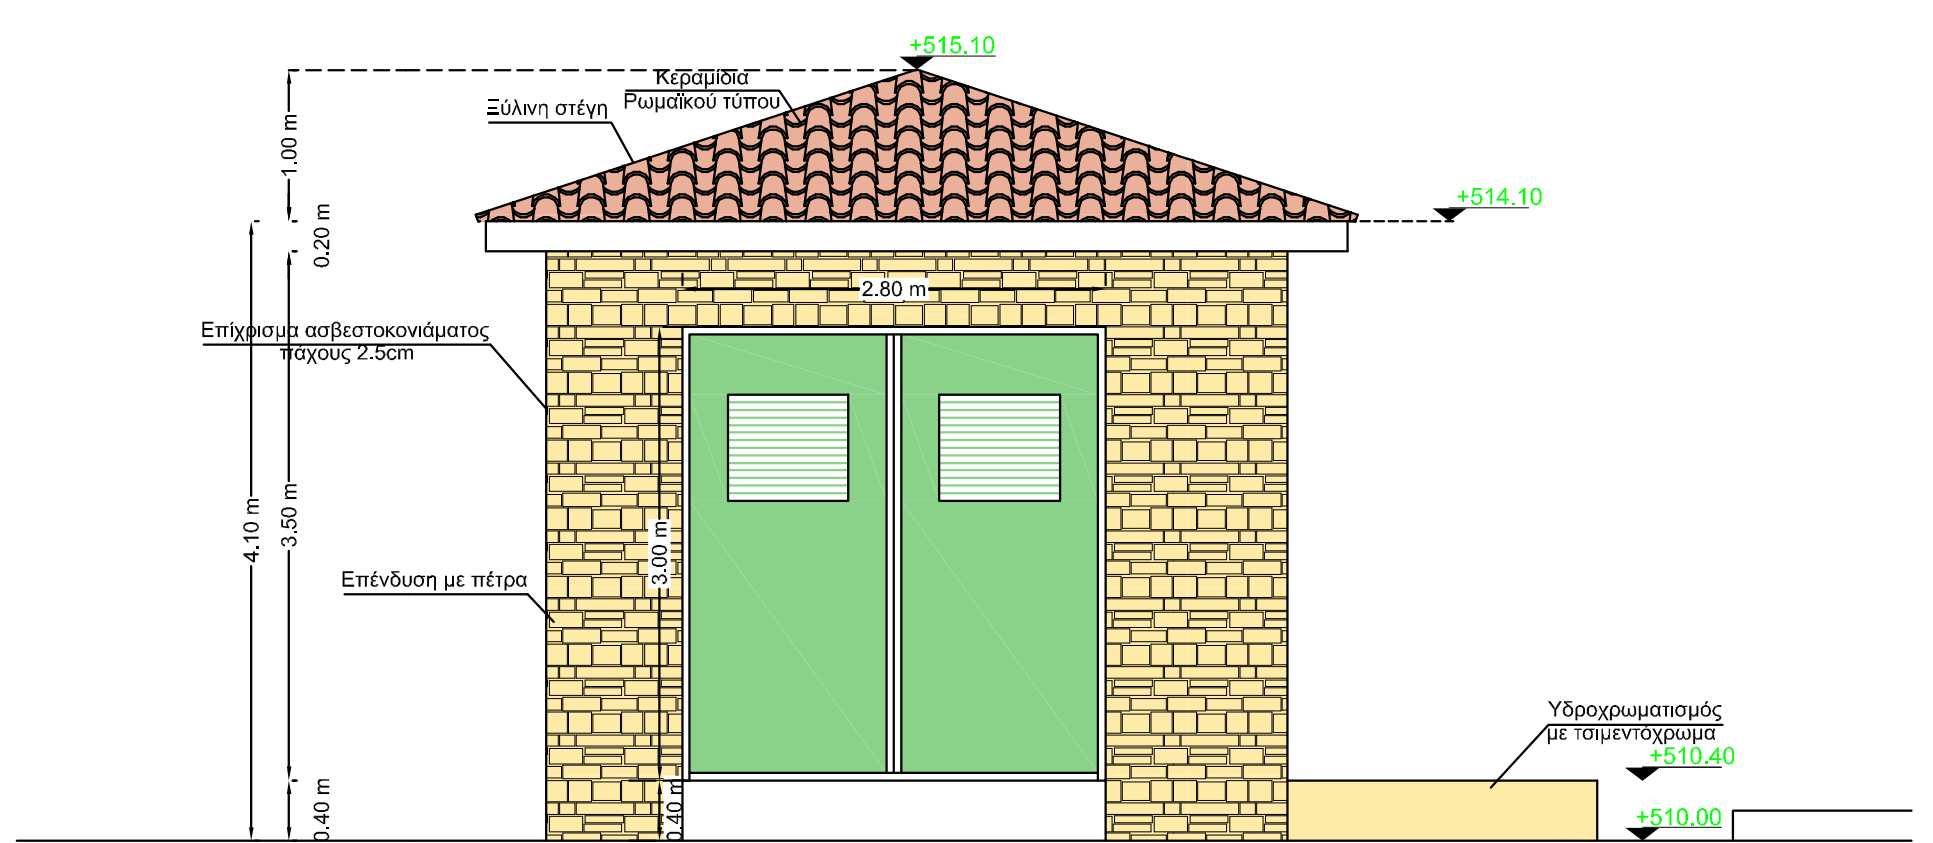 +515.10
Κεραμίδια
Ρωμαϊκού τύπου
Ξύλινη στέγη
1.00 m
+514.10
0.20 m
2.80 m
Επίχρισμα ασβεστοκονιάματος
πάχους 2.5cm
4.10 m
3.50 m
3.00 m
Επένδυση με πέτρα
Υδροχρωματισμός
με τσιμεντόχρωμα
+510.40
0.40 m
0.40 m
+510.00